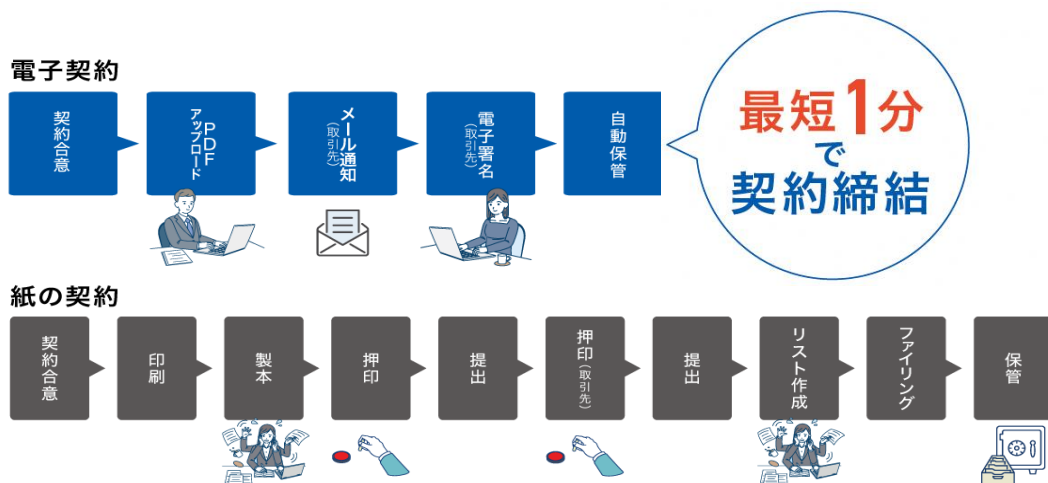 電子契約
契約合意
PDF
アップロード
メール通知
(取引先)
電子署名
(取引先)
自動保管
最短1分
で
契約締結
紙の契約
契約合意
印刷
製本
押印
提出
押印(取引先)
提出
リスト作成
ファイリング
保管